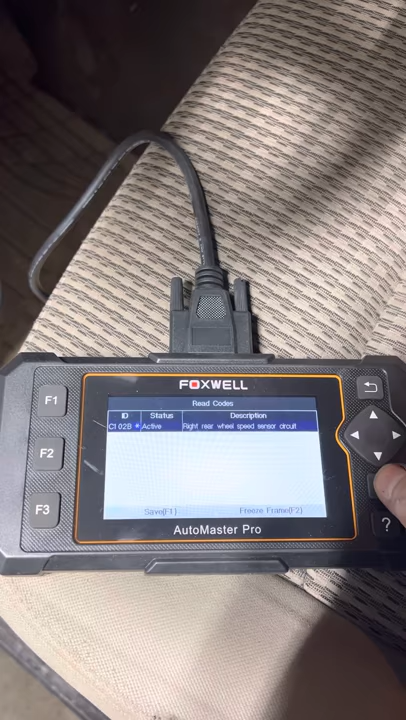 FOXWELL
F1
Read Codes
ID Status Description
C1 02B * Active Right rear wheel speed sensor circuit
F2
F3
Save(F1) Freeze Frame(F2)
?
AutoMaster Pro